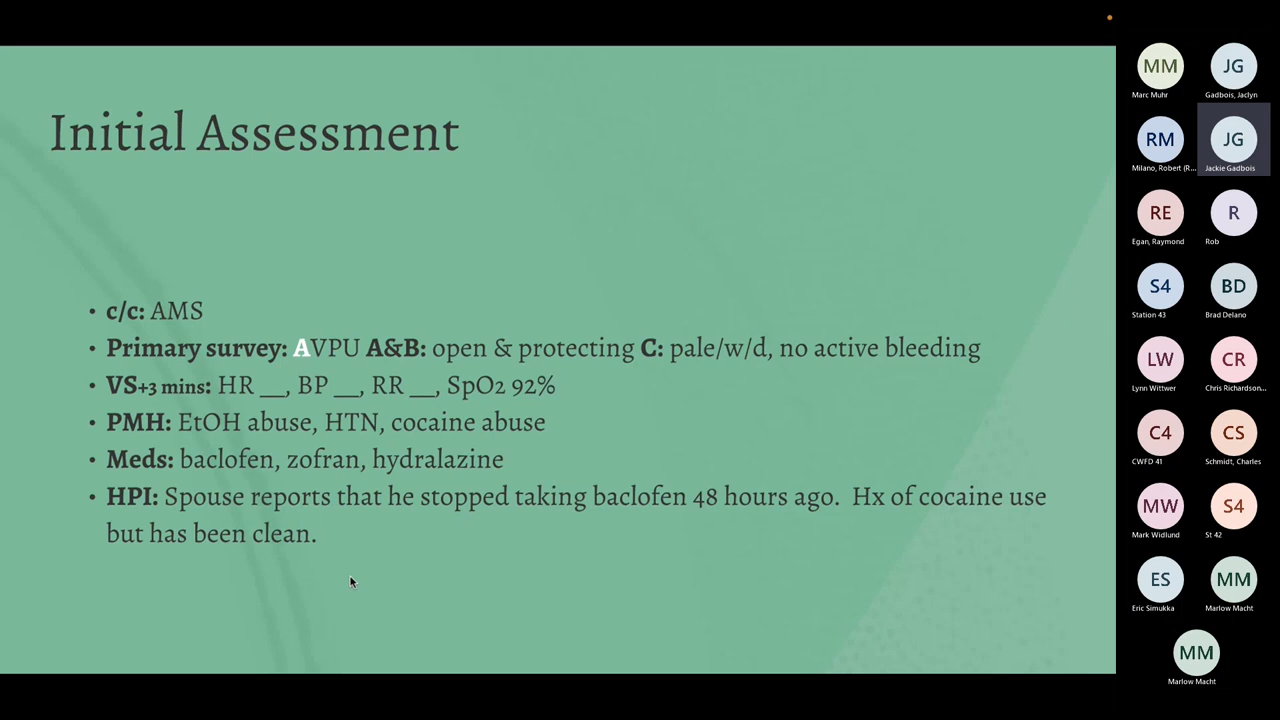 Initial Assessment
• c/c: AMS
• Primary survey: AVPU A&B: open & protecting C: pale/w/d, no active bleeding
• VS+3 mins: HR __, BP __, RR __, SpO2 92%
• PMH: EtOH abuse, HTN, cocaine abuse
• Meds: baclofen, zofran, hydralazine
• HPI: Spouse reports that he stopped taking baclofen 48 hours ago. Hx of cocaine use
but has been clean.
MM JG
Marc Muhr Gadbois, Jaclyn
RM JG
Milano, Robert (R... Jackie Gadbois
RE R
Egan, Raymond Rob
S4 BD
Station 43 Brad Delano
LW CR
Lynn Wittwer Chris Richardson...
C4 CS
CWFD 41 Schmidt, Charles
MW S4
Mark Widlund St 42
ES MM
Eric Simukka Marlow Macht
MM
Marlow Macht